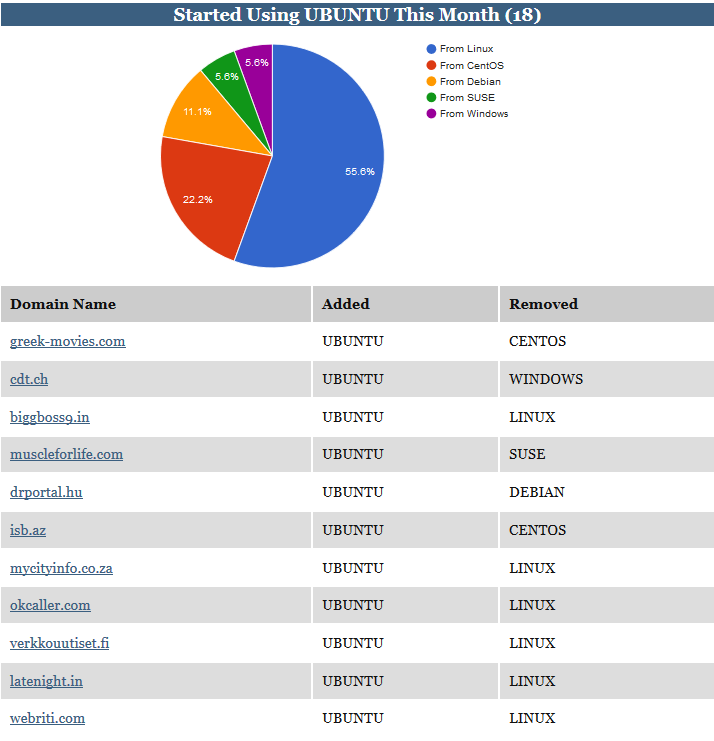 Started Using UBUNTU This Month (18)
From Linux
From CentOS
From Debian
From SUSE
From Windows
5.6%
5.6%
11.1%
55.6%
22.2%
Domain Name Added Removed
greek-movies.com UBUNTU CENTOS
cdt.ch UBUNTU WINDOWS
biggboss9.in UBUNTU LINUX
muscleforlife.com UBUNTU SUSE
drportal.hu UBUNTU DEBIAN
isb.az UBUNTU CENTOS
mycityinfo.co.za UBUNTU LINUX
okcaller.com UBUNTU LINUX
verkkouutiset.fi UBUNTU LINUX
latenight.in UBUNTU LINUX
webriti.com UBUNTU LINUX